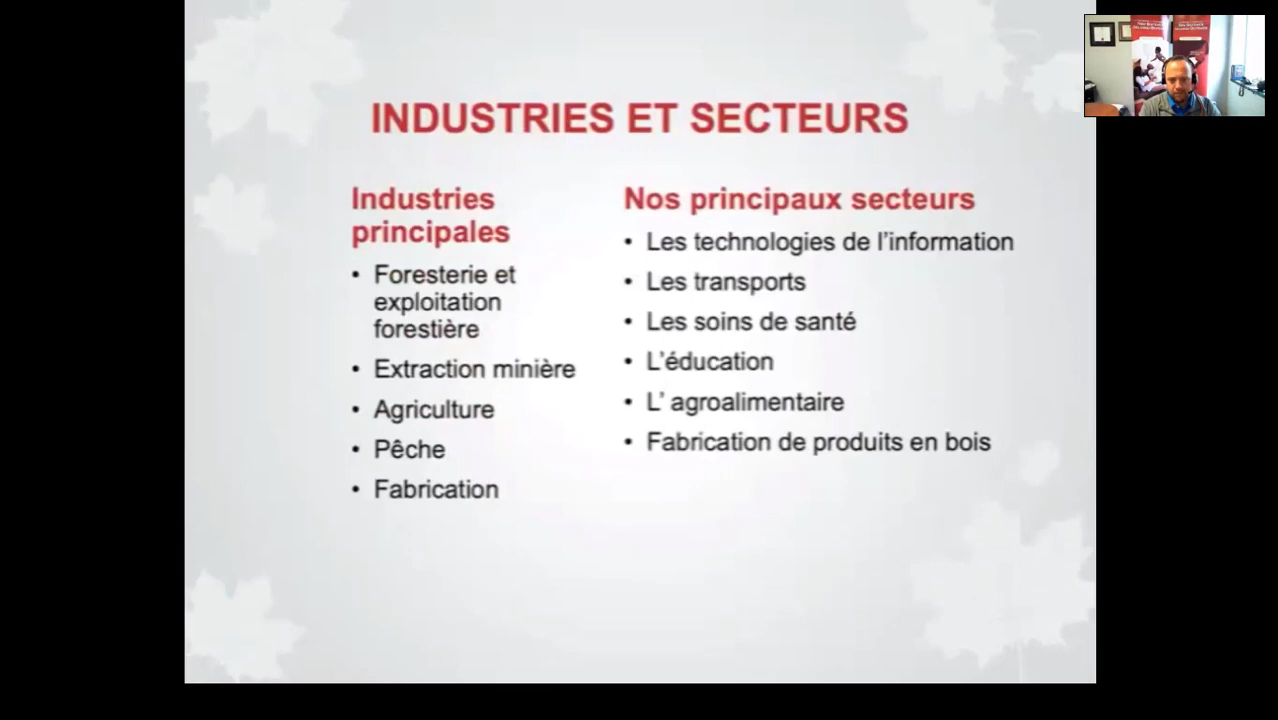 INDUSTRIES ET SECTEURS
Industries
principales
• Foresterie et
exploitation
forestière
• Extraction minière
• Agriculture
• Pêche
• Fabrication
Nos principaux secteurs
• Les technologies de l’information
• Les transports
• Les soins de santé
• L’éducation
• L’ agroalimentaire
• Fabrication de produits en bois